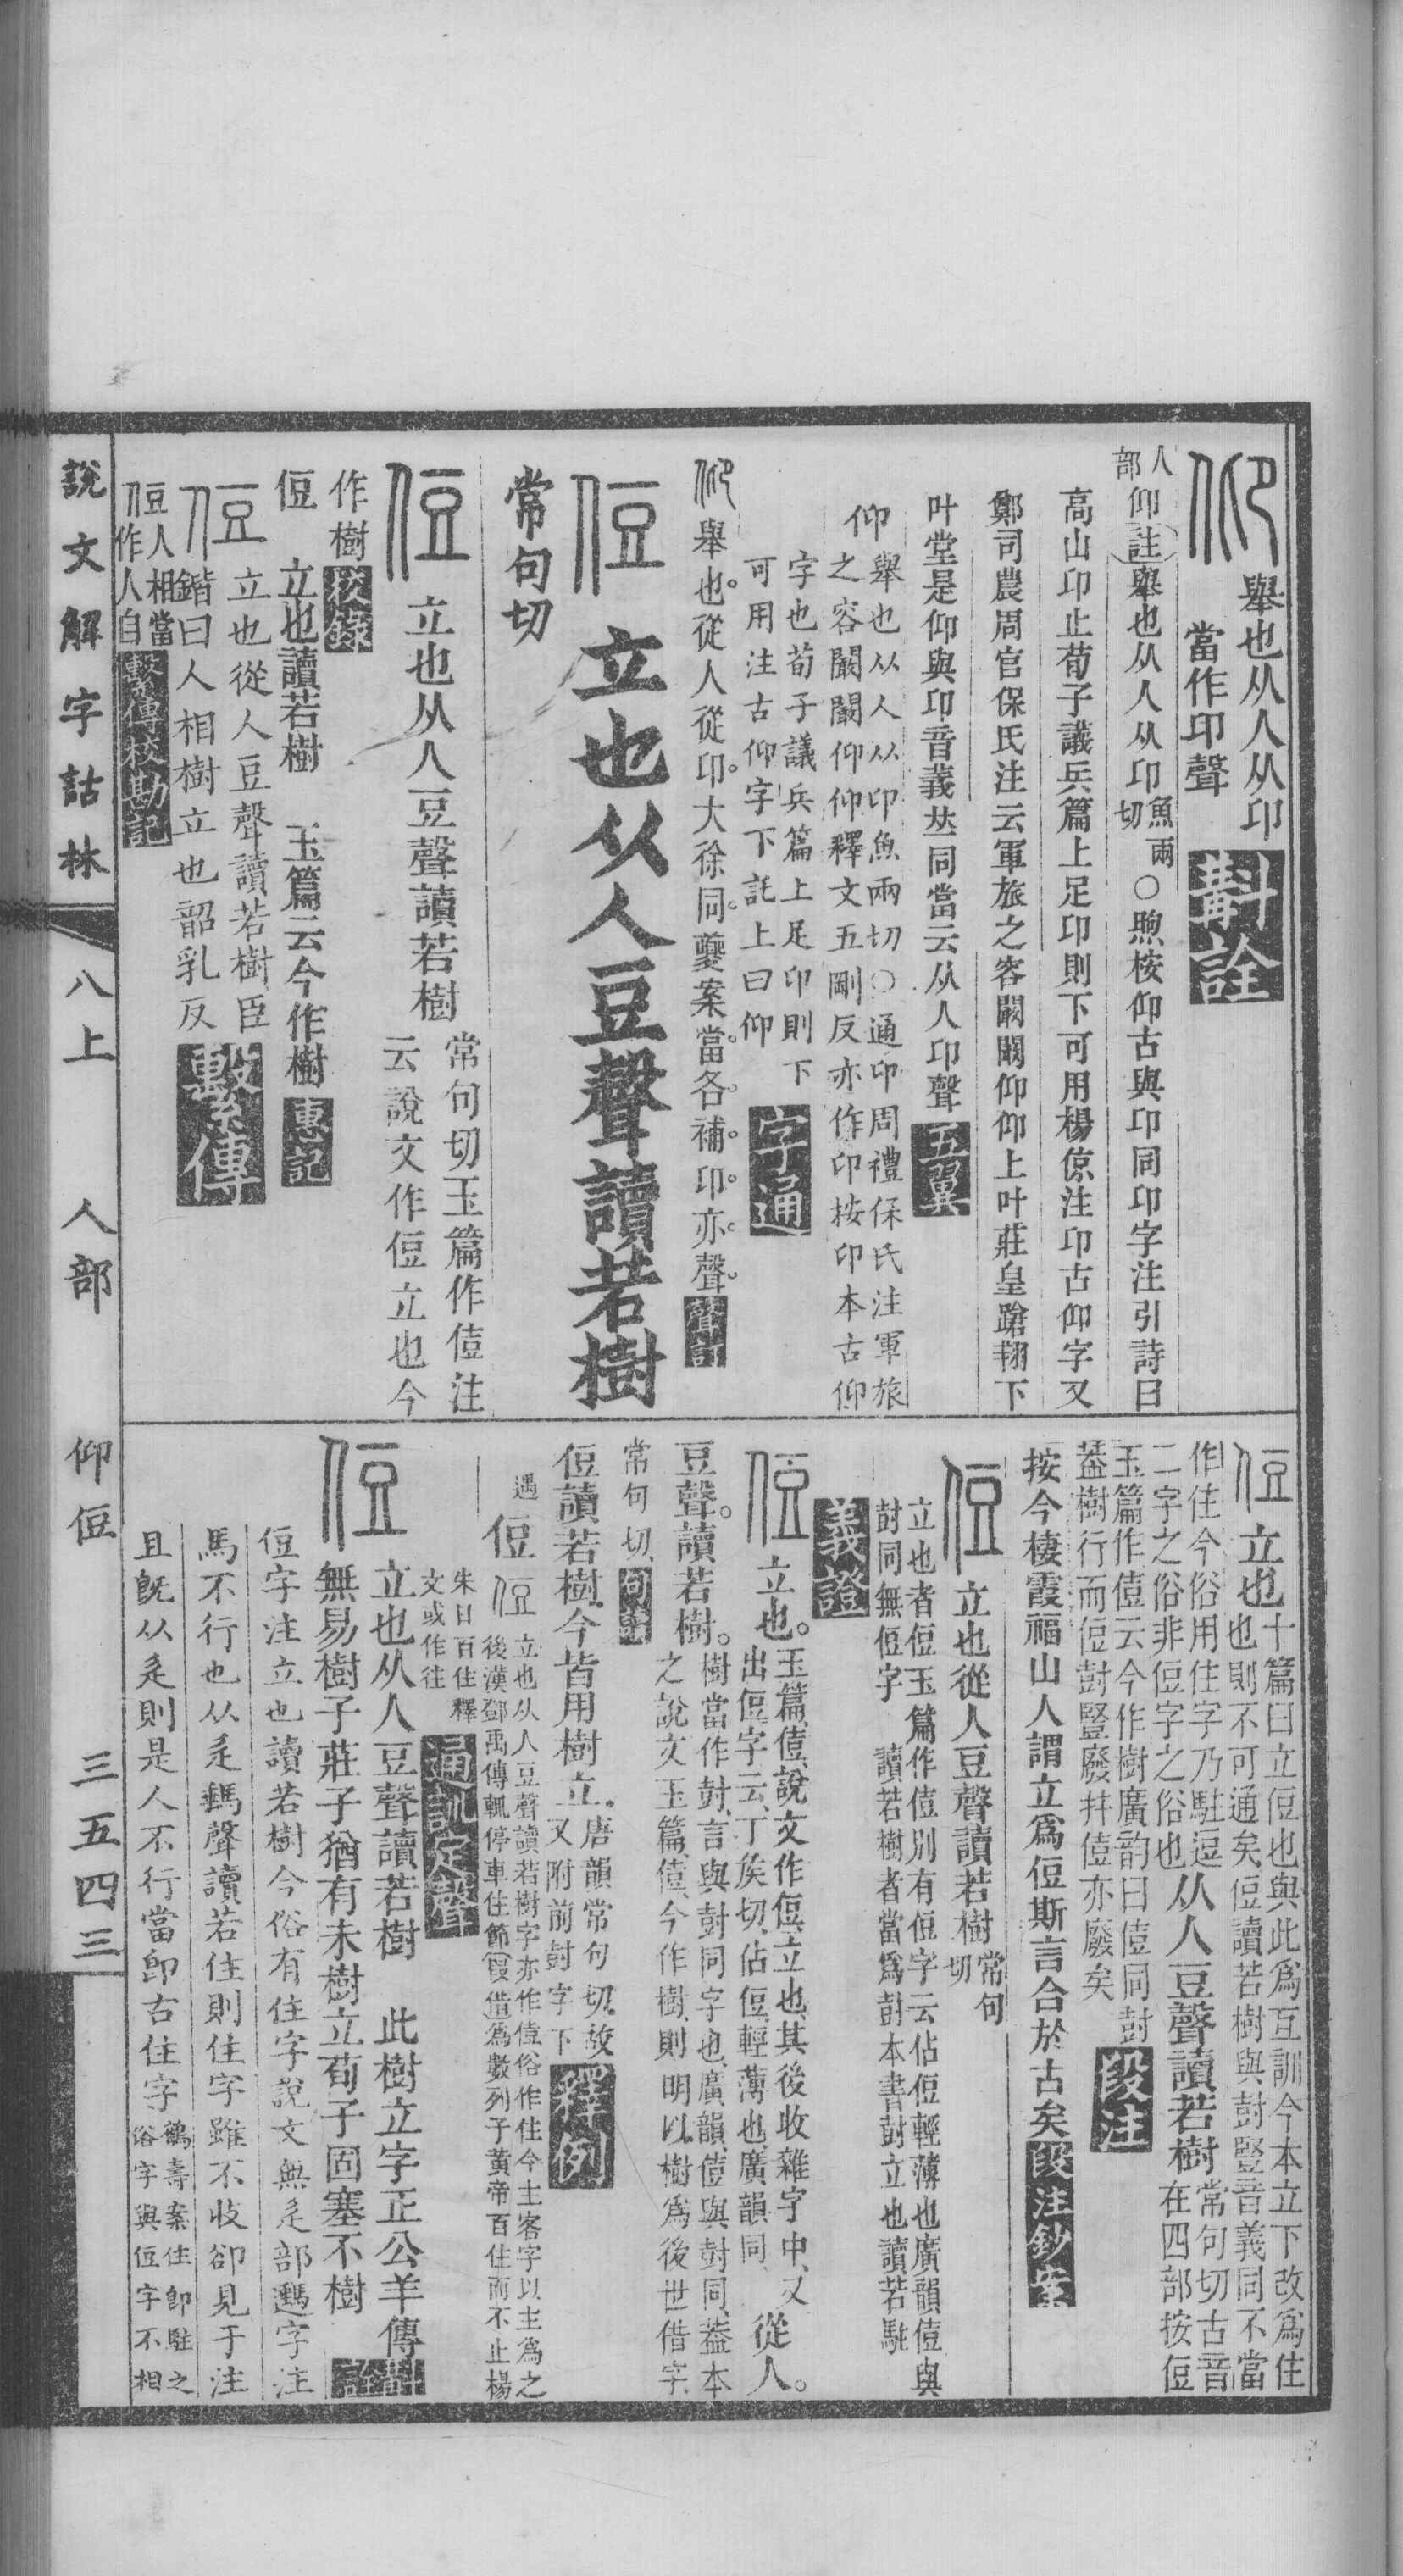 仰 舉也从人从卬
當作卬聲 斠詮
人部 仰 註 舉也从人从卬 魚兩切 ○煦桉仰古與卬同卬字注引詩曰
高山卬止荀子議兵篇上足卬則下可用楊倞注卬古仰字又
鄭司農周官保氏注云軍旅之容闞闞仰仰上叶莊皇蹌翔下
叶堂是仰與卬音義竝同當云从人卬聲 五翼
仰 舉也从人从卬魚兩切○通卬周禮保氏注軍旅
之容闞闞仰仰釋文五剛反亦作卬桉卬本古仰
字也荀子議兵篇上足卬則下
可用注古仰字下託上曰仰 字通
仰 舉也從人從卬大徐同夔案當各補卬亦聲 聲訂
侸 立也从人豆聲讀若樹
常句切
侸 立也从人豆聲讀若樹 常句切玉篇作偣注
云說文作侸立也今
作樹 校錄
侸 立也讀若樹 玉篇云今作樹 惠記
侸 立也從人豆聲讀若樹臣
鍇曰人相樹立也韶乳反 繫傳
侸 人相當
作人自 繫傳校勘記
侸 立也 十篇曰立侸也與此爲互訓今本立下改爲住
也則不可通矣侸讀若樹與尌豎音義同不當
作住今俗用住字乃駐逗
二字之俗非侸字之俗也 从人豆聲讀若樹 常句切古音
在四部按侸
玉篇作偣云今作樹廣韵曰偣同尌
葢樹行而侸尌豎廢并偣亦廢矣 段注
按今棲霞福山人謂立爲侸斯言合於古矣 段注鈔案
侸 立也從人豆聲讀若樹 常句切
立也者侸玉篇作偣別有侸字云佔侸輕薄也廣韻偣與
尌同無侸字 讀若樹者當爲尌本書尌立也讀若駐
義證
侸 立也。 玉篇偣說文作侸立也其後收雜字中又
出侸字云丁矦切佔侸輕薄也廣韻同 從人。
豆聲。讀若樹。 樹當作尌言與尌同字也廣韻偣與尌同葢本
之說文玉篇偣今作樹則明以樹爲後世借字
常句切 句讀
侸讀若樹今皆用樹立 唐韻常句切故
又附前尌字下 釋例
遇 侸 侸 立也从人豆聲讀若樹字亦作偣俗作住今主客字以主爲之
後漢鄧禹傳輒停車住節 叚借 爲數列子黃帝百住而不止楊
朱曰百住釋
文或作往 通訓定聲
侸 立也从人豆聲讀若樹 此樹立字正公羊傳
無易樹子莊子猶有未樹立荀子固塞不樹 斠詮
侸字注立也讀若樹今俗有住字說文無辵部邁字注
馬不行也从辵䮗聲讀若住則住字雖不收卻見于注
且既从辵則是人不行當卽古住字 鶴壽案住卽駐之
俗字與侸字不相
說文解字詁林
八上 人部 仰侸 三五四三